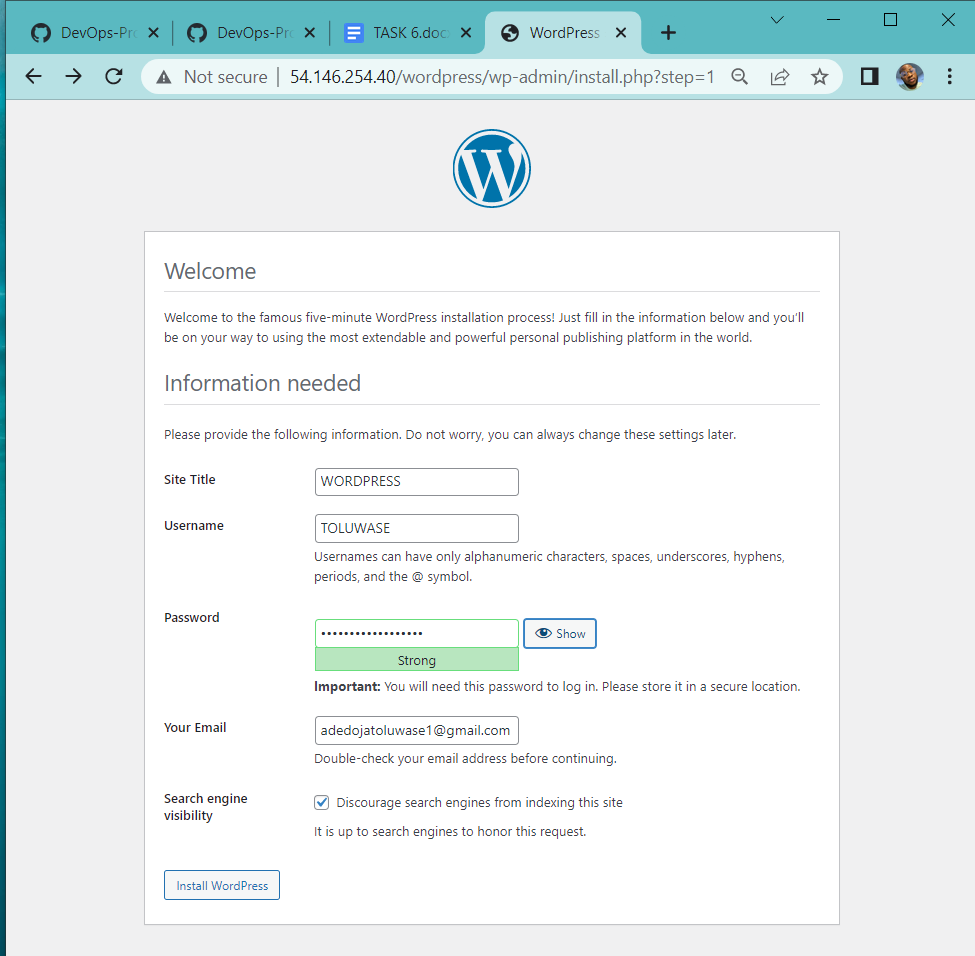 DevOps-Pro
DevOps-Pro
TASK 6.doc
WordPress
Not secure
54.146.254.40/wordpress/wp-admin/install.php?step=1
W
Welcome
Welcome to the famous five-minute WordPress installation process! Just fill in the information below and you'll
be on your way to using the most extendable and powerful personal publishing platform in the world.
Information needed
Please provide the following information. Do not worry, you can always change these settings later.
Site Title
WORDPRESS
Username
TOLUWASE
Usernames can have only alphanumeric characters, spaces, underscores, hyphens,
periods, and the @ symbol.
Password
••••••••••••••••••
Show
Strong
Important: You will need this password to log in. Please store it in a secure location.
Your Email
adedojatoluwase1@gmail.com
Double-check your email address before continuing.
Search engine
visibility
Discourage search engines from indexing this site
It is up to search engines to honor this request.
Install WordPress